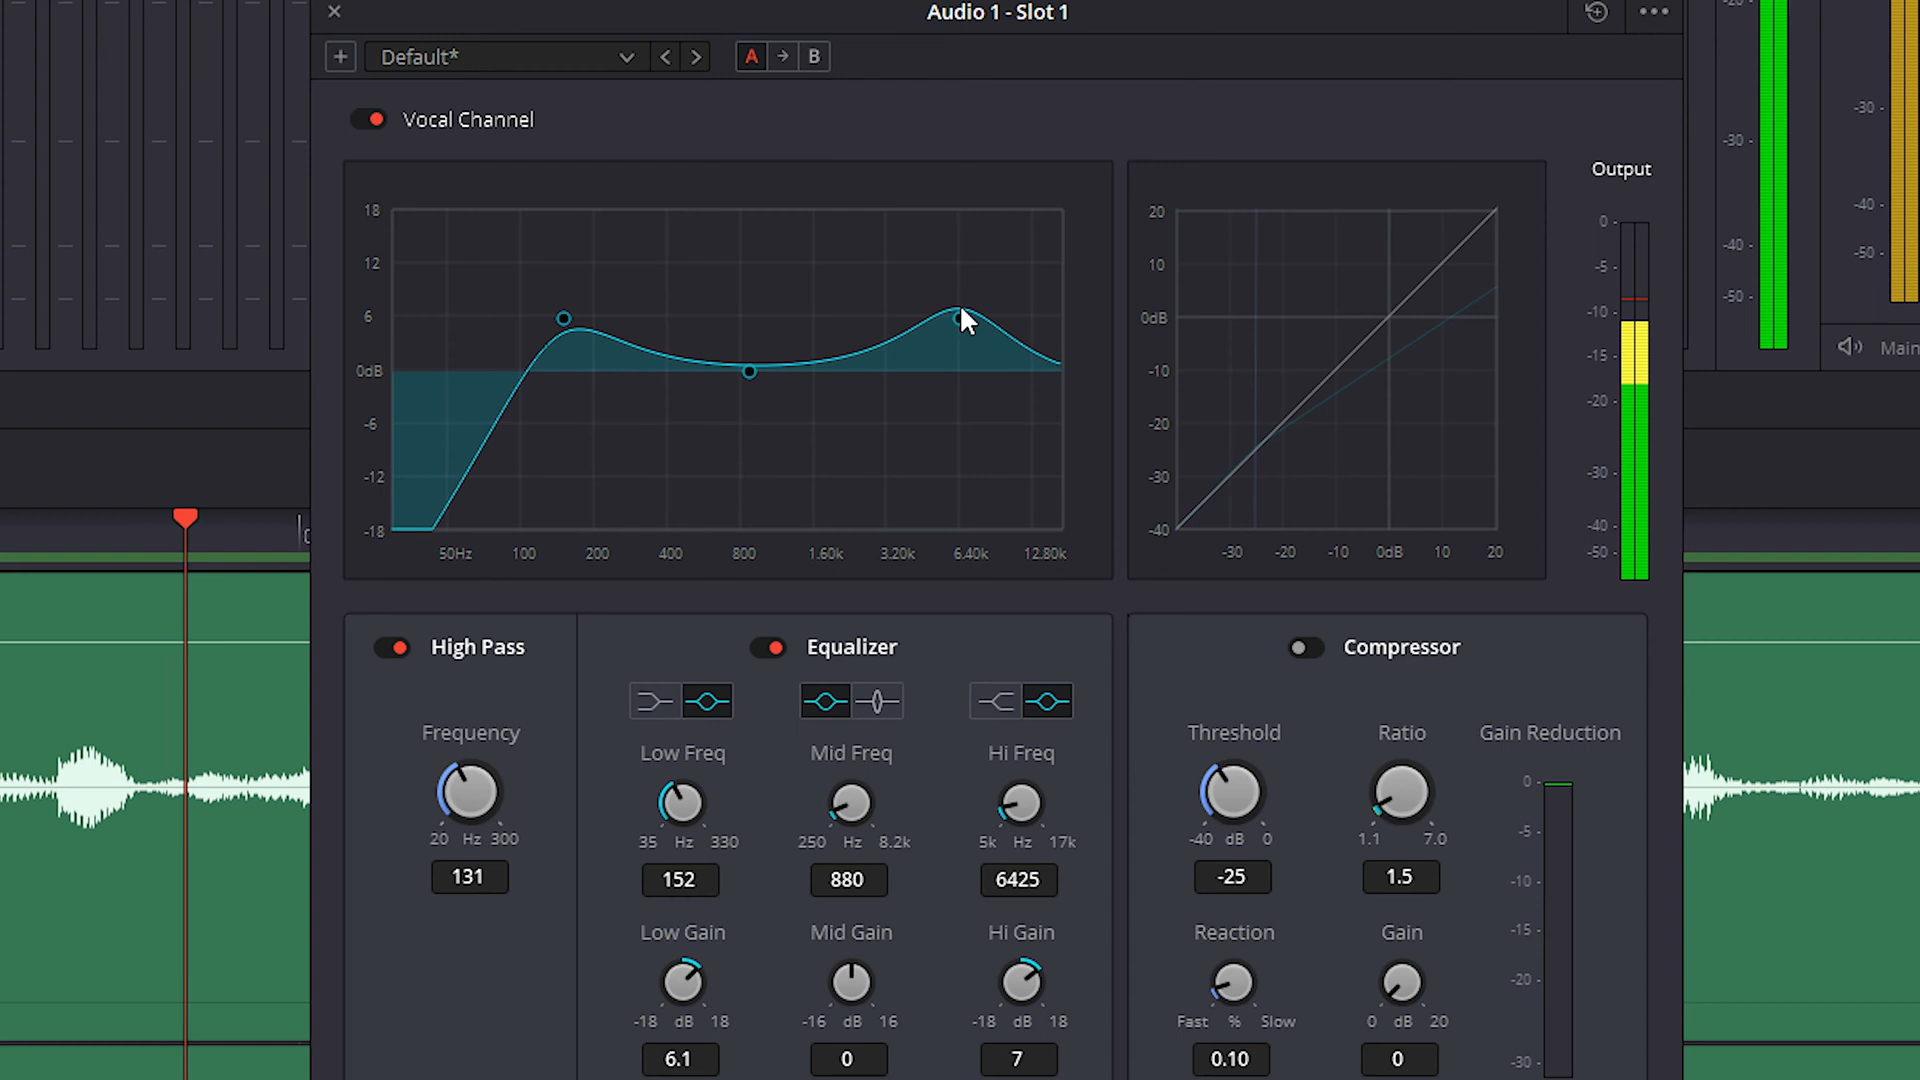 Audio 1 - Slot 1
Default*
A
B
Vocal Channel
18
12
6
0dB
-6
-12
-18
50Hz 100 200 400 800 1.60k 3.20k 6.40k 12.80k
20
10
0dB
-10
-20
-30
-40
-30 -20 -10 0dB 10 20
Output
0
-5
-10
-15
-20
-30
-40
-50
-30
-40
-50
-30
-40
-50
Main
High Pass
Frequency
20 Hz 300
131
Equalizer
Low Freq Mid Freq Hi Freq
35 Hz 330 250 Hz 8.2k 5k Hz 17k
152 880 6425
Low Gain Mid Gain Hi Gain
-18 dB 18 -16 dB 16 -18 dB 18
6.1 0 7
Compressor
Threshold Ratio Gain Reduction
-40 dB 0 1.1 7.0
-25 1.5
Reaction Gain
Fast % Slow 0 dB 20
0.10 0
0
-5
-10
-15
-20
-30